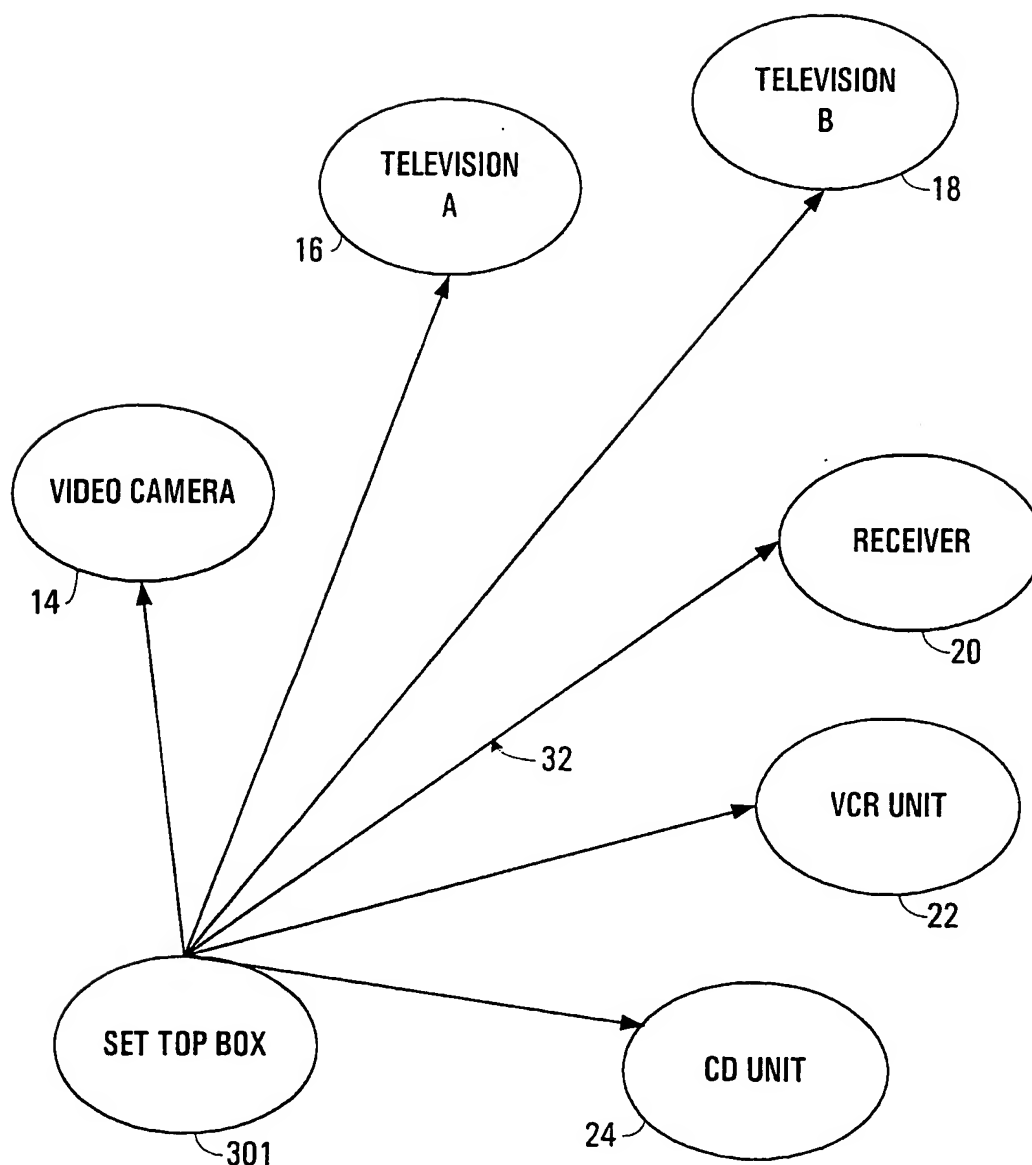 TELEVISION
B
18
TELEVISION
A
16
VIDEO CAMERA
14
RECEIVER
20
32
VCR UNIT
22
SET TOP BOX
301
CD UNIT
24